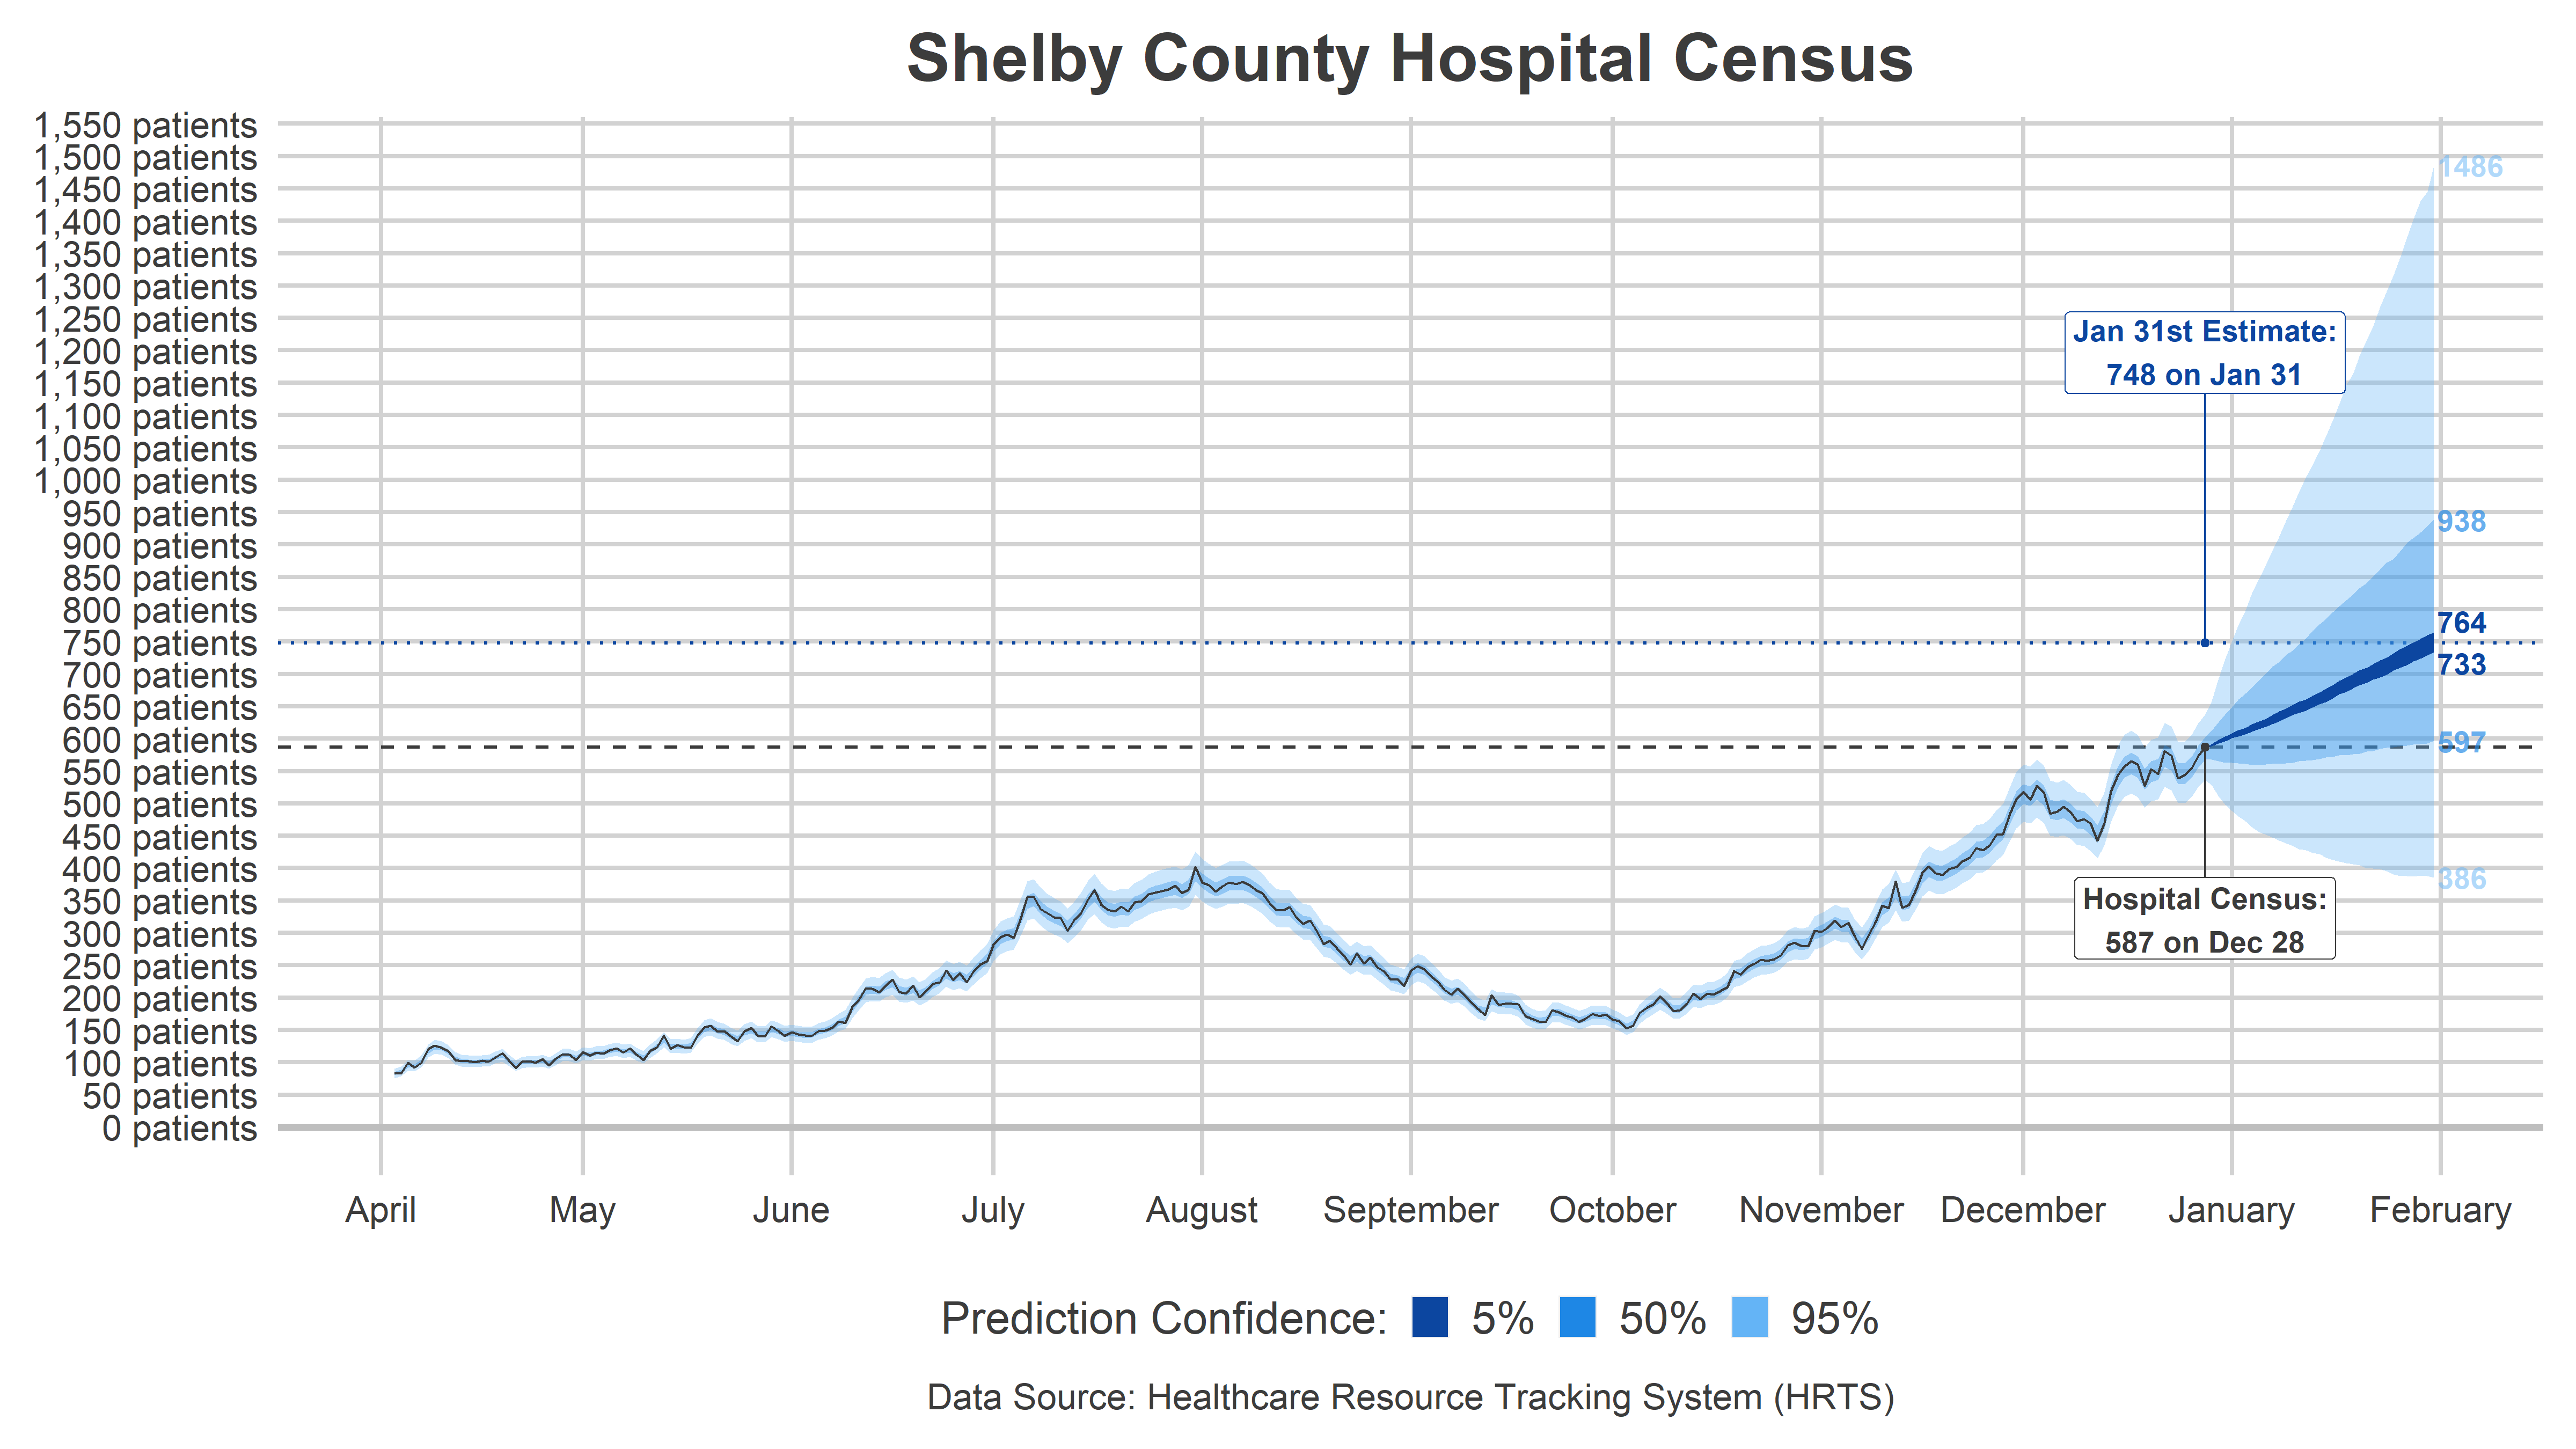 Shelby County Hospital Census
1,550 patients
1,500 patients
1,450 patients
1,400 patients
1,350 patients
1,300 patients
1,250 patients
1,200 patients
1,150 patients
1,100 patients
1,050 patients
1,000 patients
950 patients
900 patients
850 patients
800 patients
750 patients
700 patients
650 patients
600 patients
550 patients
500 patients
450 patients
400 patients
350 patients
300 patients
250 patients
200 patients
150 patients
100 patients
50 patients
0 patients
1486
Jan 31st Estimate:
748 on Jan 31
938
764
733
597
386
Hospital Census:
587 on Dec 28
April May June July August September October November December January February
Prediction Confidence: 5% 50% 95%
Data Source: Healthcare Resource Tracking System (HRTS)